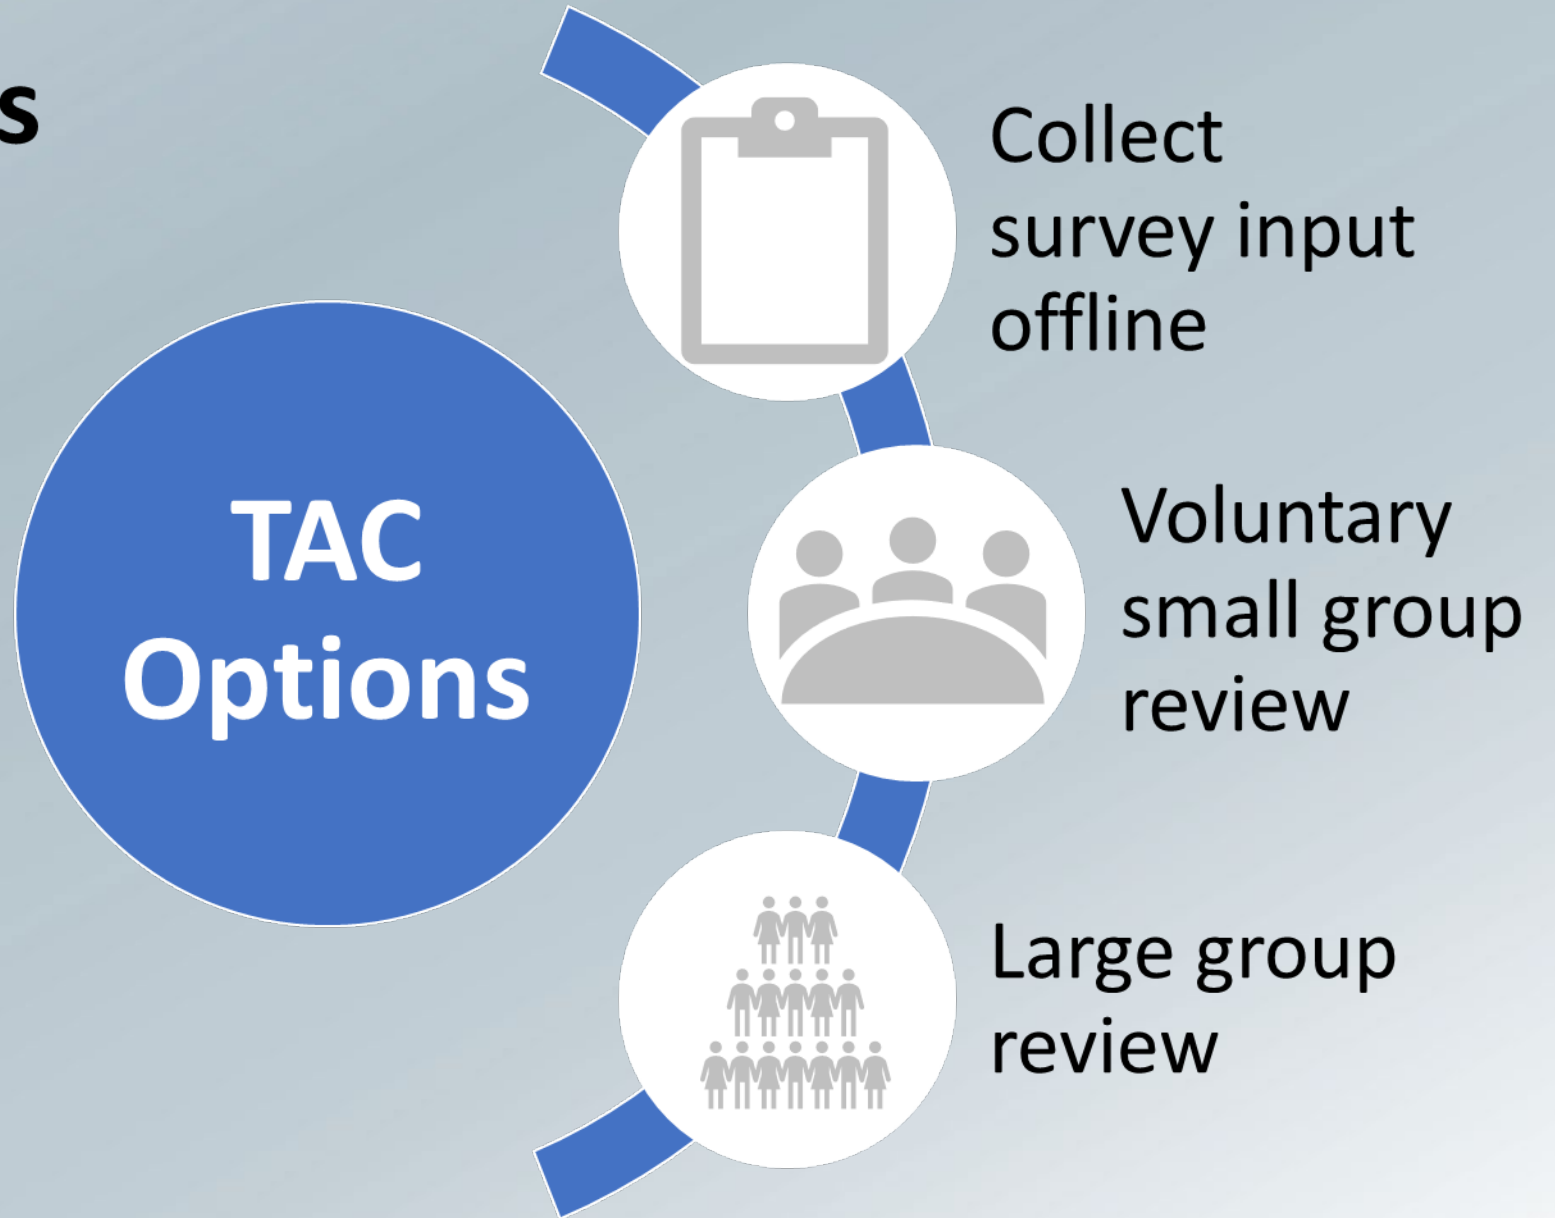 s
TAC
Options
Collect
survey input
offline
Voluntary
small group
review
Large group
review